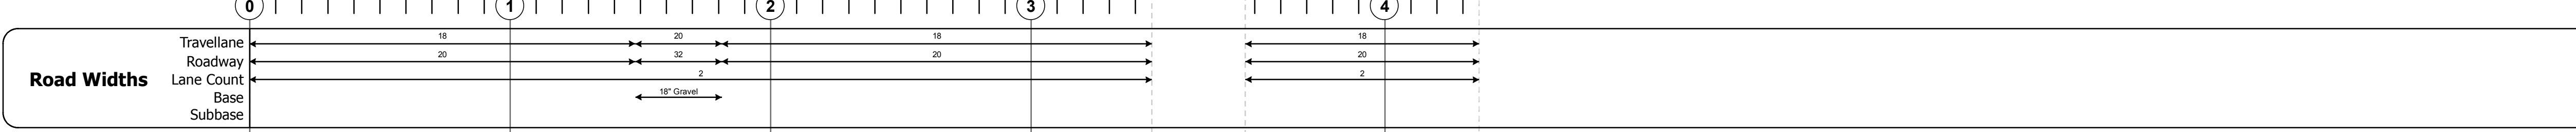 0 1 2 3 4
Travellane 18 20 18 18
Roadway 20 32 20 20
Road Widths
Lane Count 2 2
Base 18" Gravel
Subbase